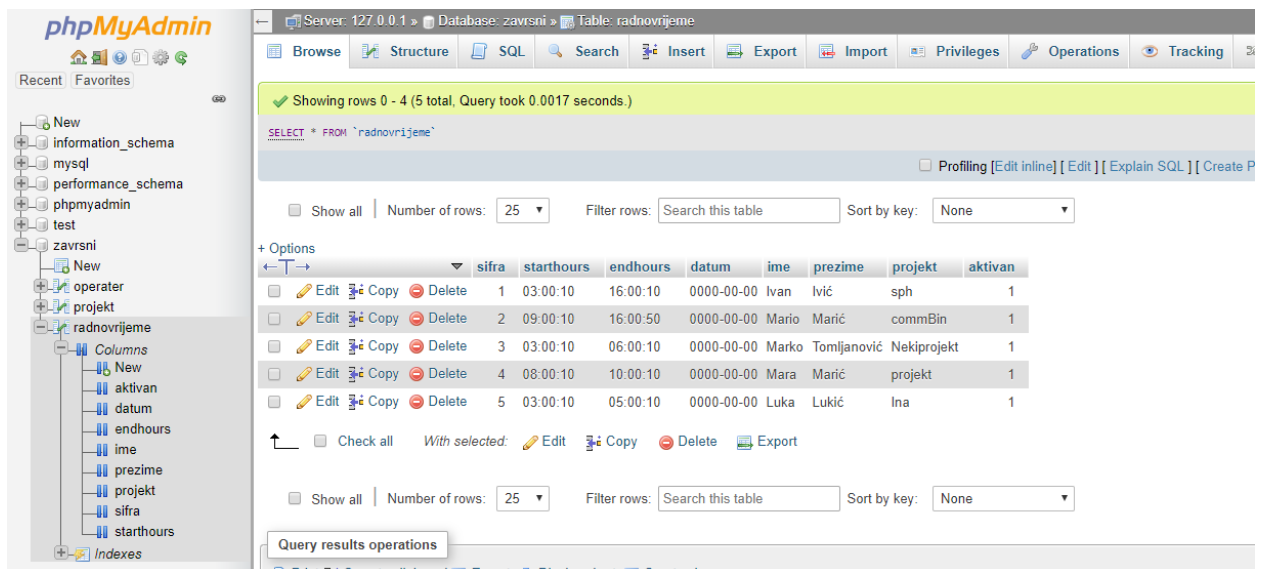 phpMyAdmin
Recent Favorites
New
information_schema
mysql
performance_schema
phpmyadmin
test
zavrsni
New
operater
projekt
radnovrijeme
Columns
New
aktivan
datum
endhours
ime
prezime
projekt
sifra
starthours
Indexes
Server: 127.0.0.1 » Database: zavrsni » Table: radnovrijeme
Browse Structure SQL Search Insert Export Import Privileges Operations Tracking
Showing rows 0 - 4 (5 total, Query took 0.0017 seconds.)
SELECT * FROM `radnovrijeme`
Profiling [Edit inline] [ Edit ] [ Explain SQL ] [ Create P
Show all Number of rows: 25 Filter rows: Search this table Sort by key: None
+ Options
sifra starthours endhours datum ime prezime projekt aktivan
Edit Copy Delete 1 03:00:10 16:00:10 0000-00-00 Ivan Ivić sph 1
Edit Copy Delete 2 09:00:10 16:00:50 0000-00-00 Mario Marić commBin 1
Edit Copy Delete 3 03:00:10 06:00:10 0000-00-00 Marko Tomljanović Nekiprojekt 1
Edit Copy Delete 4 08:00:10 10:00:10 0000-00-00 Mara Marić projekt 1
Edit Copy Delete 5 03:00:10 05:00:10 0000-00-00 Luka Lukić Ina 1
Check all With selected: Edit Copy Delete Export
Show all Number of rows: 25 Filter rows: Search this table Sort by key: None
Query results operations